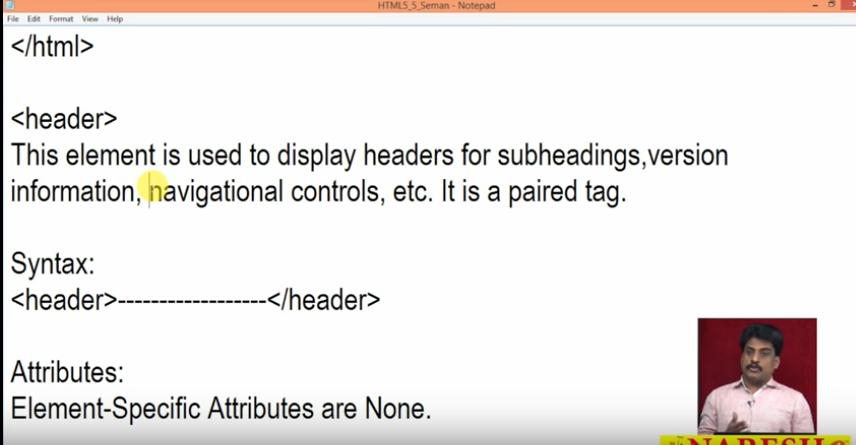 HTML5_5_Seman - Notepad
File Edit Format View Help
</html>
<header>
This element is used to display headers for subheadings,version
information, navigational controls, etc. It is a paired tag.
Syntax:
<header>------------------</header>
Attributes:
Element-Specific Attributes are None.